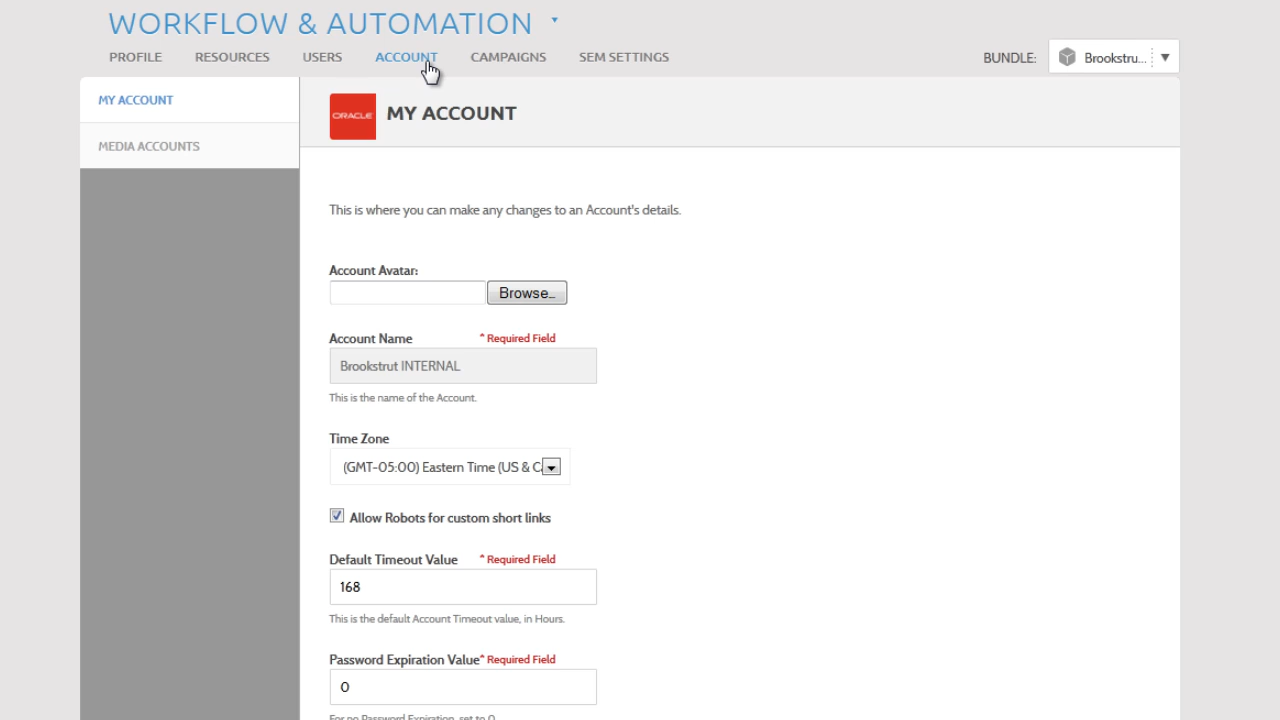 WORKFLOW & AUTOMATION
PROFILE RESOURCES USERS ACCOUNT CAMPAIGNS SEM SETTINGS
BUNDLE: Brookstru...
MY ACCOUNT
MEDIA ACCOUNTS
ORACLE
MY ACCOUNT
This is where you can make any changes to an Account's details.
Account Avatar:
Browse...
Account Name * Required Field
Brookstrut INTERNAL
This is the name of the Account.
Time Zone
(GMT-05:00) Eastern Time (US & C
Allow Robots for custom short links
Default Timeout Value * Required Field
168
This is the default Account Timeout value, in Hours.
Password Expiration Value* Required Field
0
For no Password Expiration, set to 0